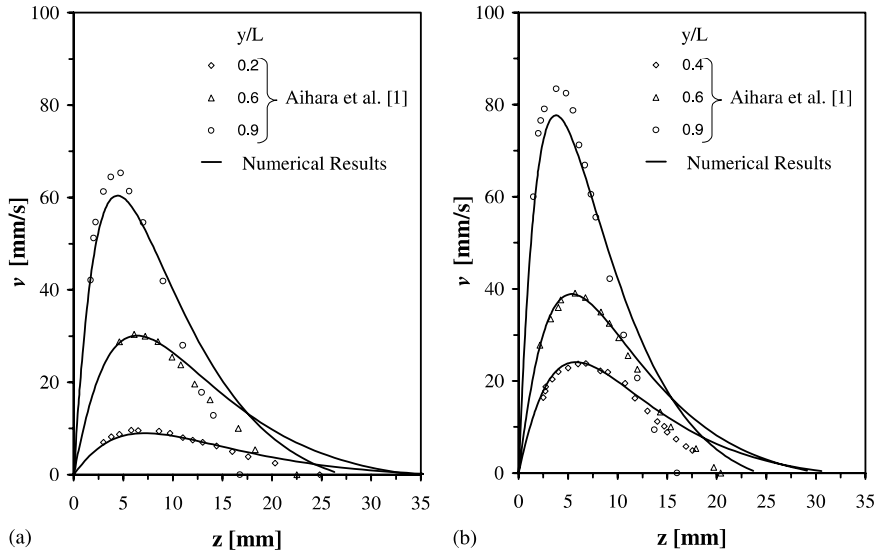 100
80
60
40
20
0
y/L
0.2
0.6
0.9
Aihara et al. [1]
Numerical Results
v [mm/s]
0 5 10 15 20 25 30 35
z [mm]
(a)
100
80
60
40
20
0
y/L
0.4
0.6
0.9
Aihara et al. [1]
Numerical Results
v [mm/s]
0 5 10 15 20 25 30 35
z [mm]
(b)